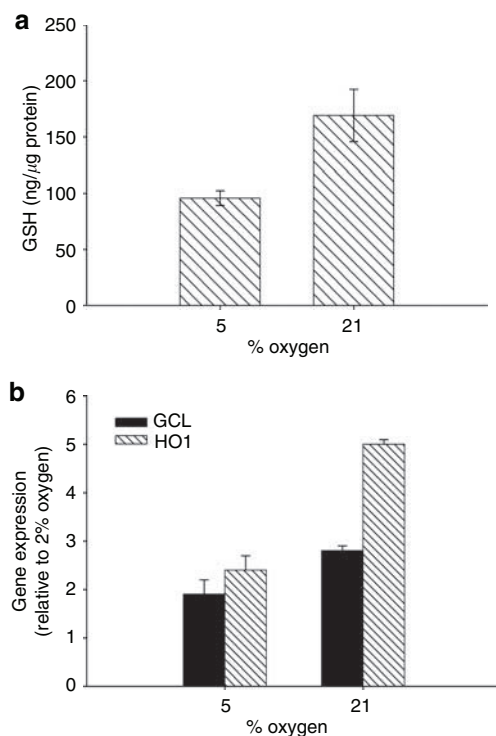 a
250
200
150
100
50
0
GSH (ng/µg protein)
5 21
% oxygen
b
6
5
4
3
2
1
0
Gene expression
(relative to 2% oxygen)
GCL
HO1
5 21
% oxygen